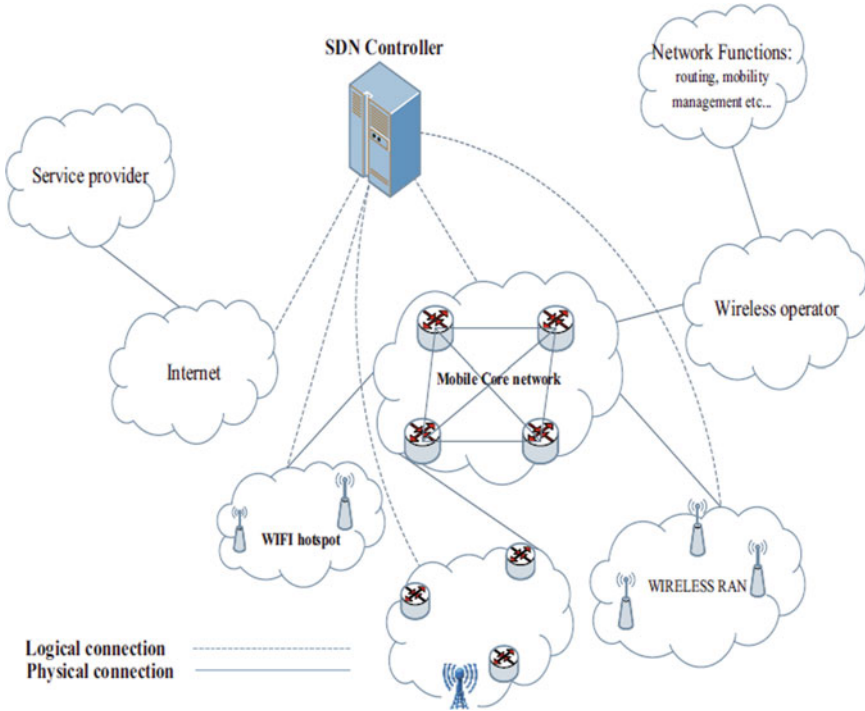 SDN Controller
Network Functions:
routing, mobility
management etc...
Service provider
Wireless operator
Internet
Mobile Core network
WIFI hotspot
WIRELESS RAN
Logical connection
Physical connection